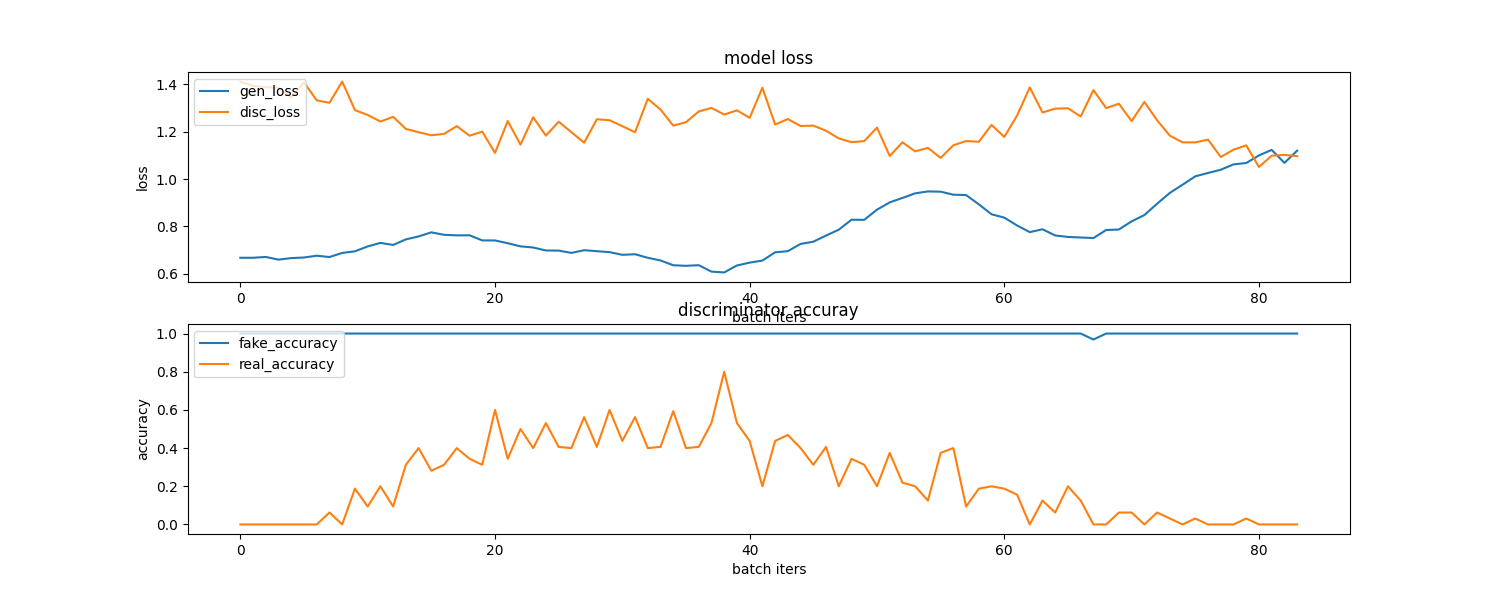 model loss
1.4
1.2
1.0
0.8
0.6
loss
gen_loss
disc_loss
0
20
40
60
80
batch iters
discriminator accuray
1.0
0.8
0.6
0.4
0.2
0.0
accuracy
fake_accuracy
real_accuracy
0
20
40
60
80
batch iters